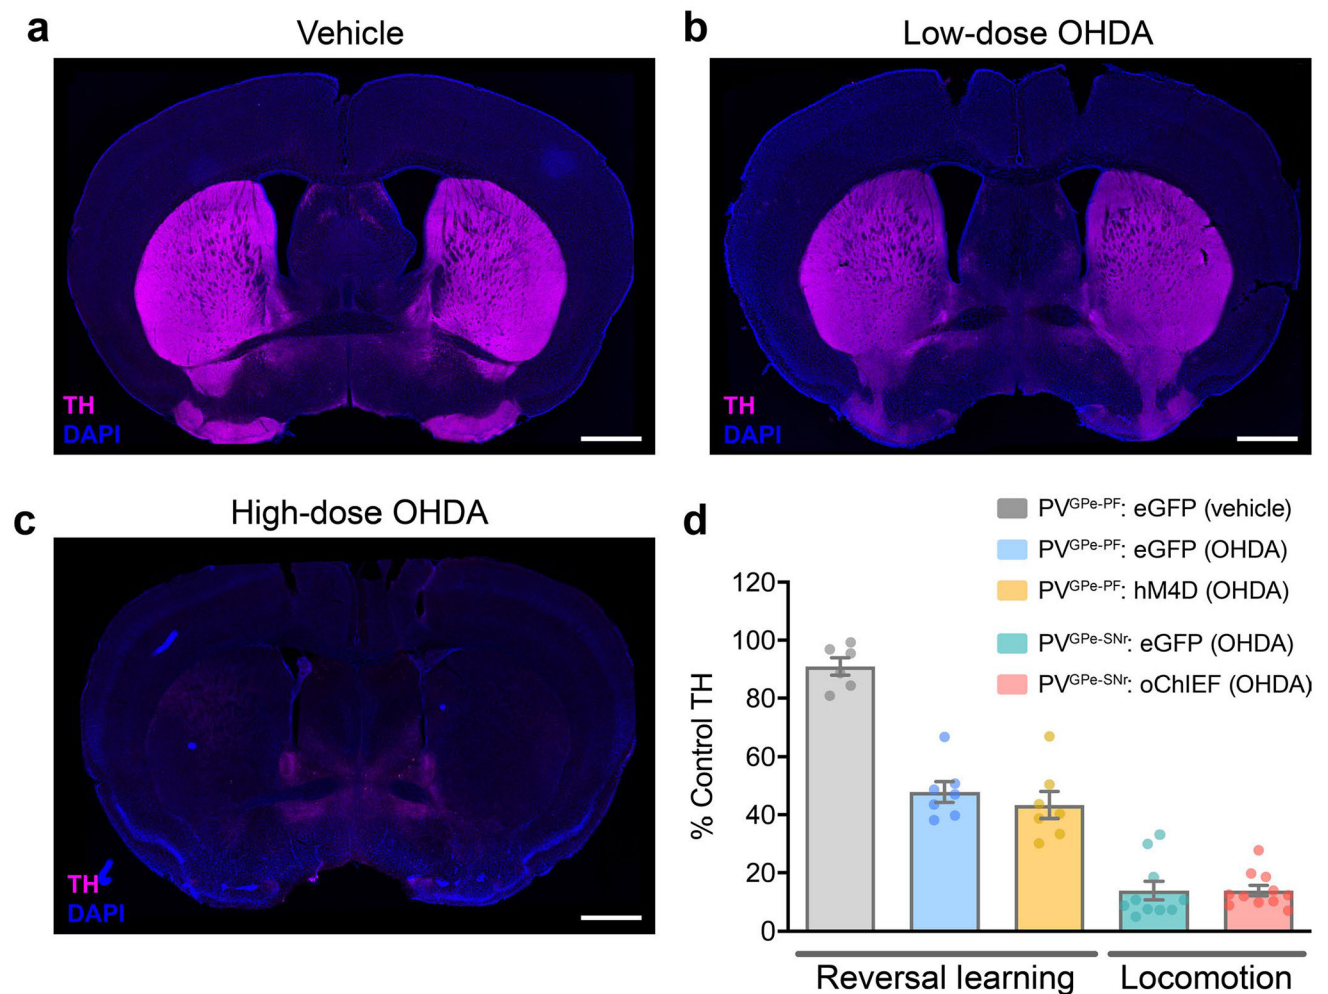 a
Vehicle
TH
DAPI
b
Low-dose OHDA
TH
DAPI
c
High-dose OHDA
TH
DAPI
d
PV^GPe-PF: eGFP (vehicle)
PV^GPe-PF: eGFP (OHDA)
PV^GPe-PF: hM4D (OHDA)
PV^GPe-SNr: eGFP (OHDA)
PV^GPe-SNr: oChIEF (OHDA)
% Control TH
120
100
80
60
40
20
0
Reversal learning
Locomotion